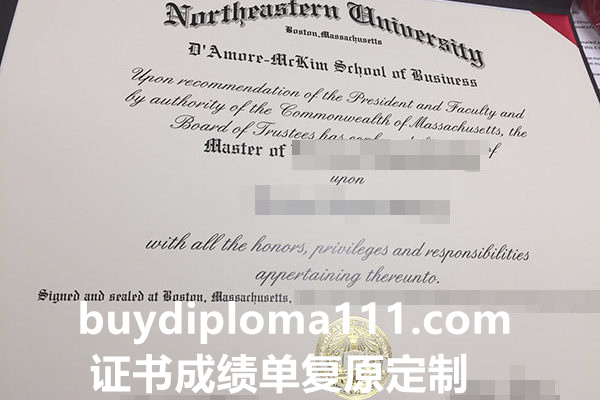 Northeastern University
Boston, Massachusetts
D'Amore-McKim School of Business
Upon recommendation of the President and Faculty and
by authority of the Commonwealth of Massachusetts, the
Board of Trustees has of
Master of
upon
with all the honors, privileges and responsibilities
appertaining thereunto.
Signed and sealed at Boston, Massachusetts,
buydiploma111.com
证书成绩单复原定制